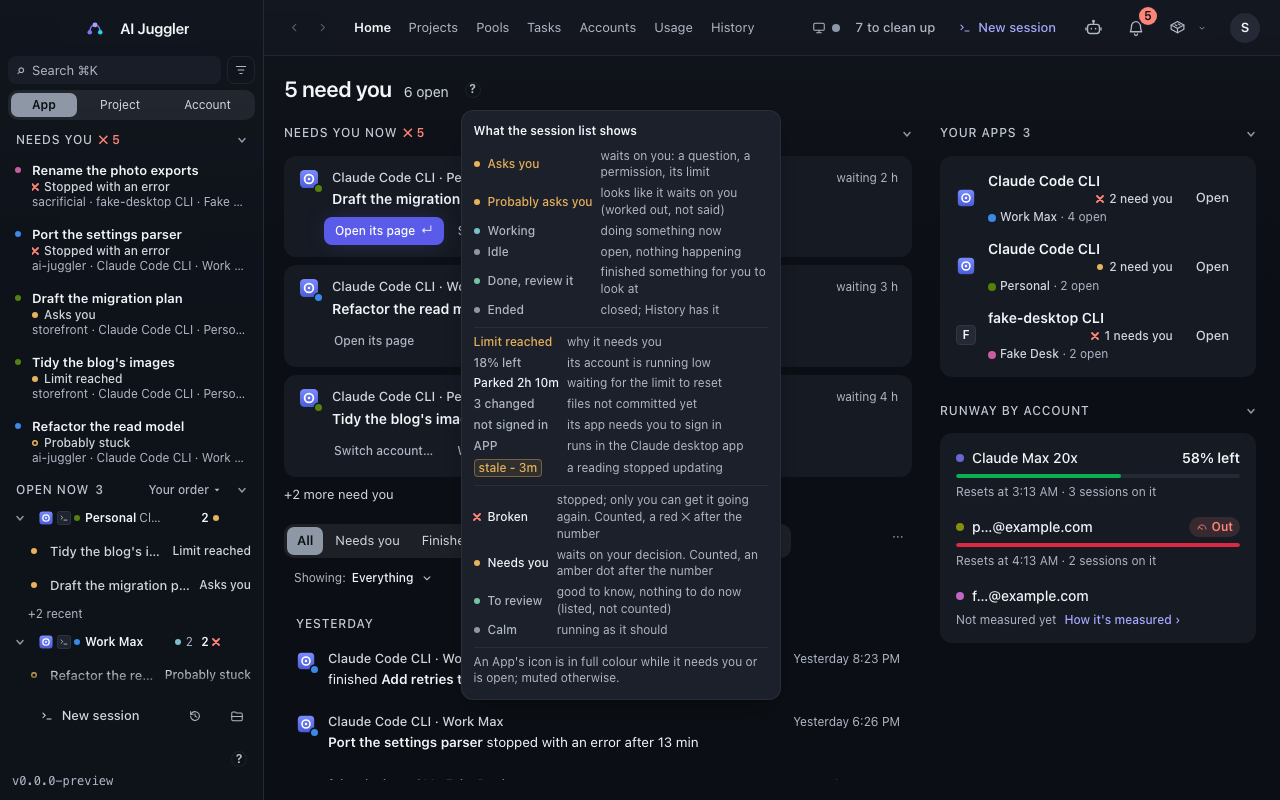 AI Juggler
Search ⌘K
App
Project
Account
NEEDS YOU 5
Rename the photo exports
Stopped with an error
sacrificial · fake-desktop CLI · Fake ...
Port the settings parser
Stopped with an error
ai-juggler · Claude Code CLI · Work ...
Draft the migration plan
Asks you
storefront · Claude Code CLI · Perso...
Tidy the blog's images
Limit reached
storefront · Claude Code CLI · Perso...
Refactor the read model
Probably stuck
ai-juggler · Claude Code CLI · Work ...
OPEN NOW 3
Your order
Personal Cl... 2
Tidy the blog's i... Limit reached
Draft the migration p... Asks you
+2 recent
Work Max 2 2
Refactor the re... Probably stuck
New session
?
v0.0.0-preview
Home
Projects
Pools
Tasks
Accounts
Usage
History
7 to clean up
New session
5
S
5 need you 6 open ?
NEEDS YOU NOW 5
Claude Code CLI · Pe
waiting 2 h
Draft the migration
Open its page
Claude Code CLI · Wo
waiting 3 h
Refactor the read m
Open its page
Claude Code CLI · Pe
waiting 4 h
Tidy the blog's ima
Switch account...
+2 more need you
All
Needs you
Finishe
...
Showing: Everything
YESTERDAY
Claude Code CLI · Wo
Yesterday 8:23 PM
finished Add retries t
Claude Code CLI · Work Max
Yesterday 6:26 PM
Port the settings parser stopped with an error after 13 min
What the session list shows
Asks you
waits on you: a question, a
permission, its limit
Probably asks you
looks like it waits on you
(worked out, not said)
Working
doing something now
Idle
open, nothing happening
Done, review it
finished something for you to
look at
Ended
closed; History has it
Limit reached
why it needs you
18% left
its account is running low
Parked 2h 10m
waiting for the limit to reset
3 changed
files not committed yet
not signed in
its app needs you to sign in
APP
runs in the Claude desktop app
stale - 3m
a reading stopped updating
Broken
stopped; only you can get it going
again. Counted, a red ✕ after the
number
Needs you
waits on your decision. Counted, an
amber dot after the number
To review
good to know, nothing to do now
(listed, not counted)
Calm
running as it should
An App's icon is in full colour while it needs you or
is open; muted otherwise.
YOUR APPS 3
Claude Code CLI
2 need you
Open
Work Max · 4 open
Claude Code CLI
2 need you
Open
Personal · 2 open
F
fake-desktop CLI
1 needs you
Open
Fake Desk · 2 open
RUNWAY BY ACCOUNT
Claude Max 20x
58% left
Resets at 3:13 AM · 3 sessions on it
p...@example.com
Out
Resets at 4:13 AM · 2 sessions on it
f...@example.com
Not measured yet How it's measured ›